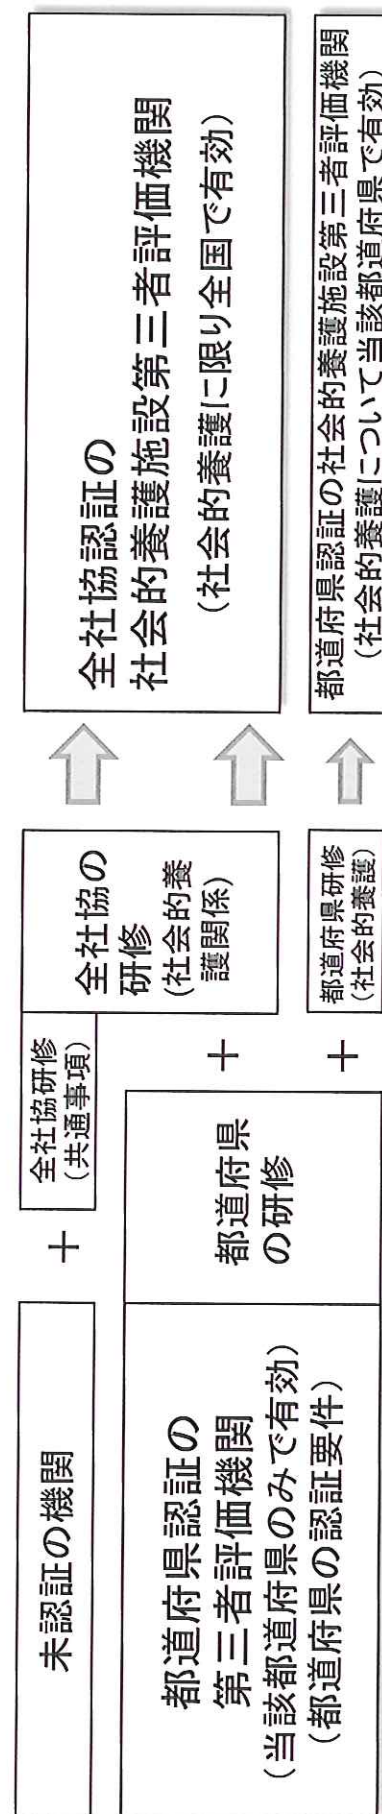 未認証の機関
＋
全社協研修
（共通事項）
全社協の
研修
（社会的養
護関係）
全社協認証の
社会的養護施設第三者評価機関
（社会的養護に限り全国で有効）
都道府県認証の
第三者評価機関
（当該都道府県のみで有効）
（都道府県の認証要件）
都道府県
の研修
＋
＋
都道府県研修
（社会的養護）
都道府県認証の社会的養護施設第三者評価機関
（社会的養護について当該都道府県で有効）